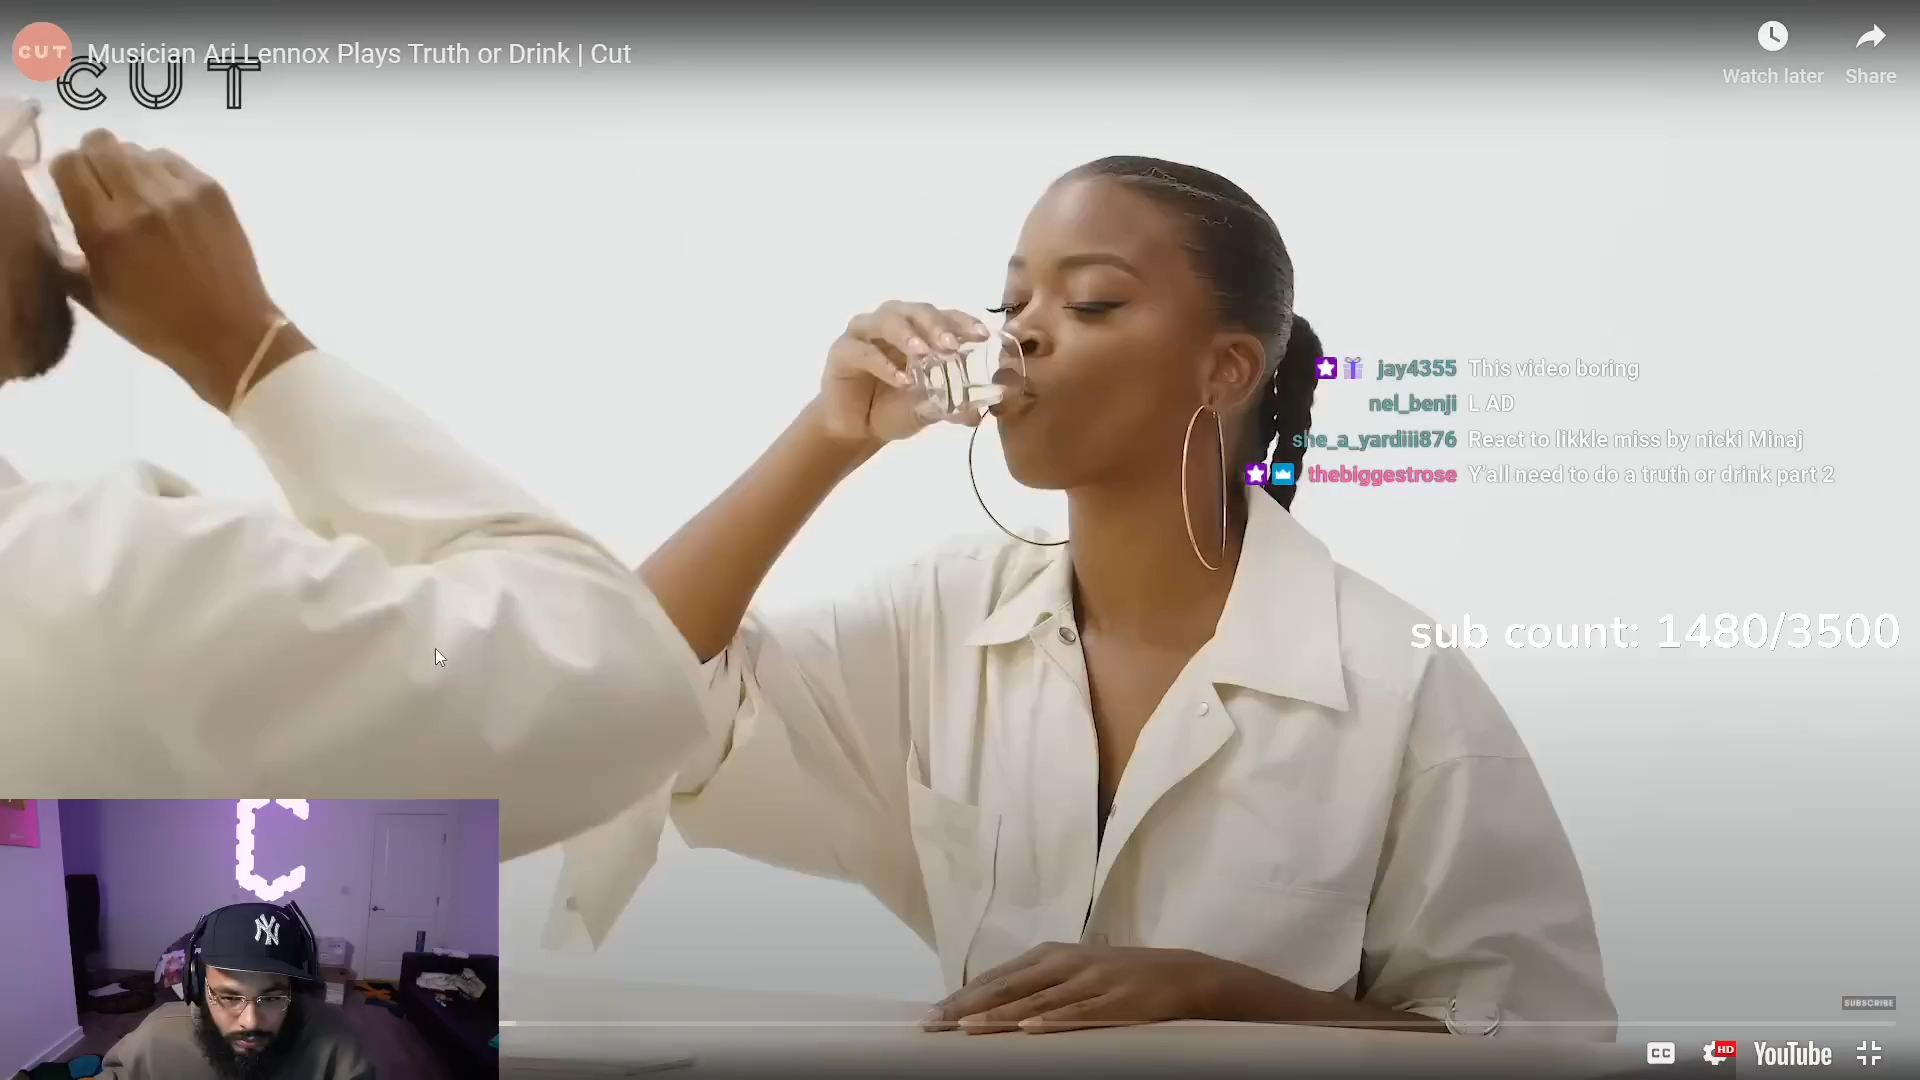 CUT
Musician Ari Lennox Plays Truth or Drink | Cut
CUT
Watch later
Share
jay4355 This video boring
nel_benji L AD
she_a_yardiii876 React to likkle miss by nicki Minaj
thebiggestrose Y'all need to do a truth or drink part 2
sub count: 1480/3500
C
NY
SUBSCRIBE
CC
HD
YouTube